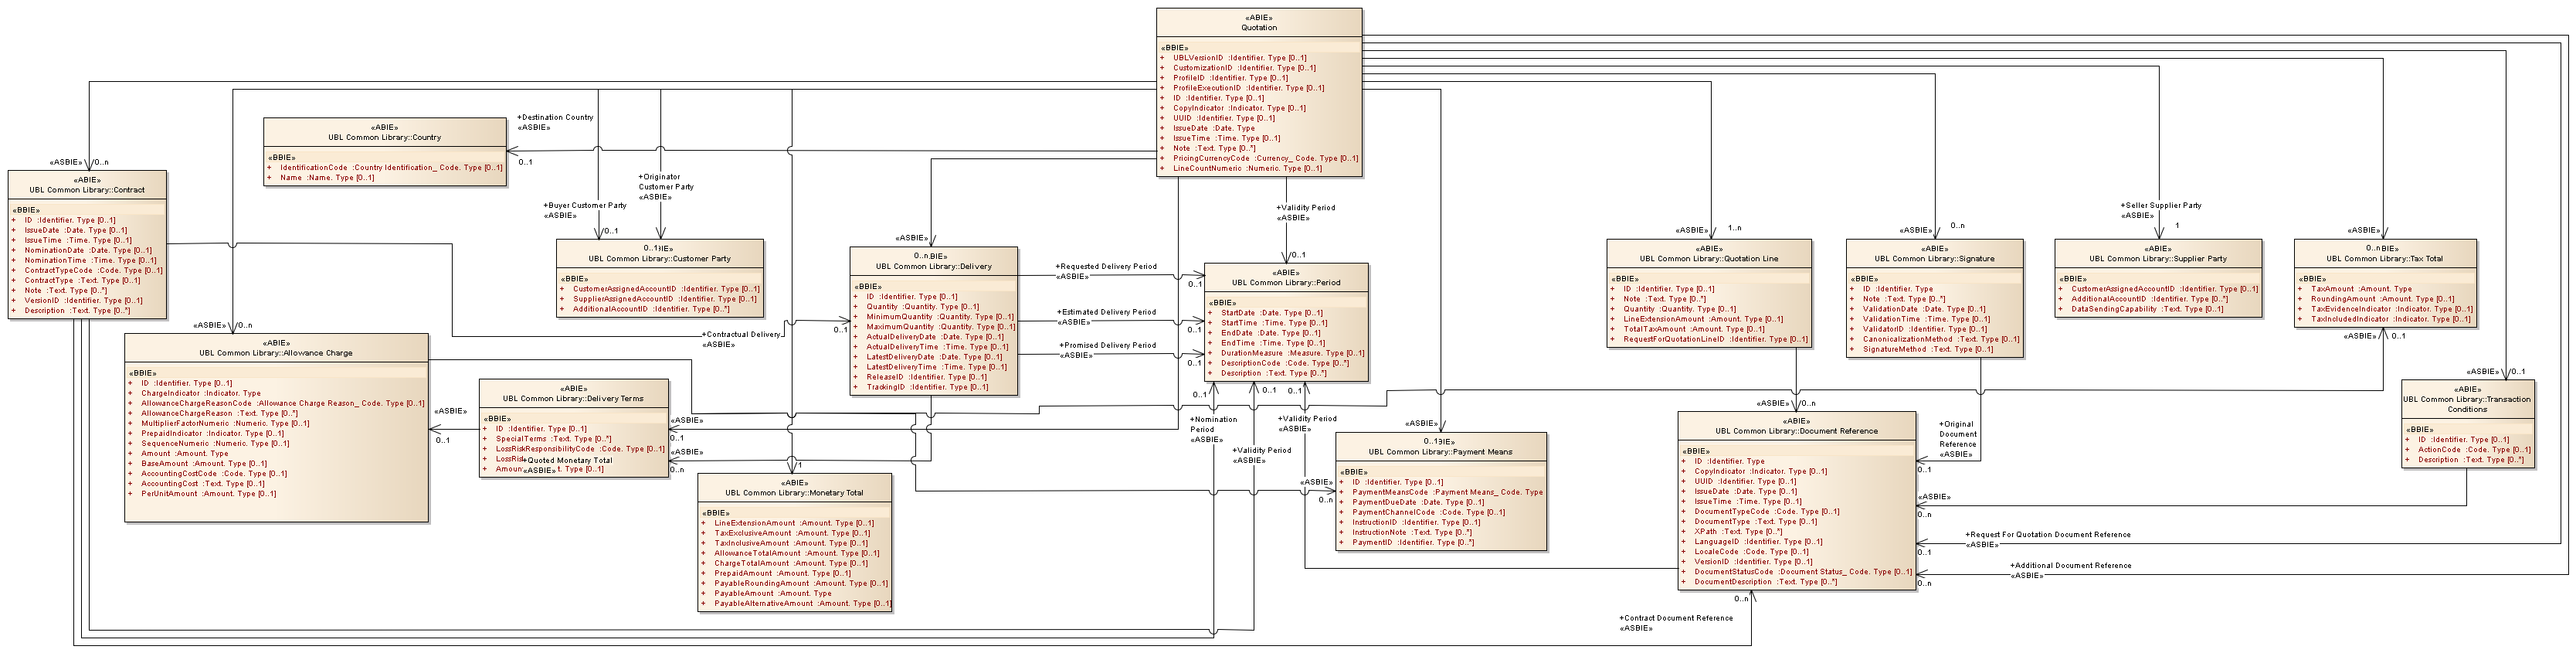 «ABIE»
Quotation
«BBIE»
+ UBLVersionID :Identifier. Type [0..1]
+ CustomizationID :Identifier. Type [0..1]
+ ProfileID :Identifier. Type [0..1]
+ ProfileExecutionID :Identifier. Type [0..1]
+ ID :Identifier. Type [0..1]
+ CopyIndicator :Indicator. Type [0..1]
+ UUID :Identifier. Type [0..1]
+ IssueDate :Date. Type
+ IssueTime :Time. Type [0..1]
+ Note :Text. Type [0..*]
+ PricingCurrencyCode :Currency_ Code. Type [0..1]
+ LineCountNumeric :Numeric. Type [0..1]
+Destination Country
«ASBIE»
0..1
«ABIE»
UBL Common Library::Country
«BBIE»
+ IdentificationCode :Country Identification_ Code. Type [0..1]
+ Name :Name. Type [0..1]
«ASBIE»
0..n
«ABIE»
UBL Common Library::Contract
«BBIE»
+ ID :Identifier. Type [0..1]
+ IssueDate :Date. Type [0..1]
+ IssueTime :Time. Type [0..1]
+ NominationDate :Date. Type [0..1]
+ NominationTime :Time. Type [0..1]
+ ContractTypeCode :Code. Type [0..1]
+ ContractType :Text. Type [0..1]
+ Note :Text. Type [0..*]
+ VersionID :Identifier. Type [0..1]
+ Description :Text. Type [0..*]
+Originator
Customer Party
«ASBIE»
+Buyer Customer Party
«ASBIE»
0..1
0..1BIE»
UBL Common Library::Customer Party
«BBIE»
+ CustomerAssignedAccountID :Identifier. Type [0..1]
+ SupplierAssignedAccountID :Identifier. Type [0..1]
+ AdditionalAccountID :Identifier. Type [0..*]
«ASBIE»
0..nBIE»
UBL Common Library::Delivery
«BBIE»
+ ID :Identifier. Type [0..1]
+ Quantity :Quantity. Type [0..1]
+ MinimumQuantity :Quantity. Type [0..1]
+ MaximumQuantity :Quantity. Type [0..1]
+ ActualDeliveryDate :Date. Type [0..1]
+ ActualDeliveryTime :Time. Type [0..1]
+ LatestDeliveryDate :Date. Type [0..1]
+ LatestDeliveryTime :Time. Type [0..1]
+ ReleaseID :Identifier. Type [0..1]
+ TrackingID :Identifier. Type [0..1]
+Contractual Delivery
«ASBIE»
0..1
+Requested Delivery Period
«ASBIE»
0..1
+Estimated Delivery Period
«ASBIE»
0..1
+Promised Delivery Period
«ASBIE»
0..1
+Validity Period
«ASBIE»
0..1
«ABIE»
UBL Common Library::Period
«BBIE»
+ StartDate :Date. Type [0..1]
+ StartTime :Time. Type [0..1]
+ EndDate :Date. Type [0..1]
+ EndTime :Time. Type [0..1]
+ DurationMeasure :Measure. Type [0..1]
+ DescriptionCode :Code. Type [0..*]
+ Description :Text. Type [0..*]
0..1
0..1
0..1
+Nomination
Period
«ASBIE»
+Validity Period
«ASBIE»
+Validity Period
«ASBIE»
«ASBIE»
1..n
«ABIE»
UBL Common Library::Quotation Line
«BBIE»
+ ID :Identifier. Type [0..1]
+ Note :Text. Type [0..*]
+ Quantity :Quantity. Type [0..1]
+ LineExtensionAmount :Amount. Type [0..1]
+ TotalTaxAmount :Amount. Type [0..1]
+ RequestForQuotationLineID :Identifier. Type [0..1]
«ASBIE»
0..n
«ABIE»
UBL Common Library::Signature
«BBIE»
+ ID :Identifier. Type
+ Note :Text. Type [0..*]
+ ValidationDate :Date. Type [0..1]
+ ValidationTime :Time. Type [0..1]
+ ValidatorID :Identifier. Type [0..1]
+ CanonicalizationMethod :Text. Type [0..1]
+ SignatureMethod :Text. Type [0..1]
+Seller Supplier Party
«ASBIE»
1
«ABIE»
UBL Common Library::Supplier Party
«BBIE»
+ CustomerAssignedAccountID :Identifier. Type [0..1]
+ AdditionalAccountID :Identifier. Type [0..*]
+ DataSendingCapability :Text. Type [0..1]
«ASBIE»
0..nBIE»
UBL Common Library::Tax Total
«BBIE»
+ TaxAmount :Amount. Type
+ RoundingAmount :Amount. Type [0..1]
+ TaxEvidenceIndicator :Indicator. Type [0..1]
+ TaxIncludedIndicator :Indicator. Type [0..1]
«ASBIE»
0..1
«ASBIE»
0..n
«ABIE»
UBL Common Library::Allowance Charge
«BBIE»
+ ID :Identifier. Type [0..1]
+ ChargeIndicator :Indicator. Type
+ AllowanceChargeReasonCode :Allowance Charge Reason_ Code. Type [0..1]
+ AllowanceChargeReason :Text. Type [0..*]
+ MultiplierFactorNumeric :Numeric. Type [0..1]
+ PrepaidIndicator :Indicator. Type [0..1]
+ SequenceNumeric :Numeric. Type [0..1]
+ Amount :Amount. Type
+ BaseAmount :Amount. Type [0..1]
+ AccountingCostCode :Code. Type [0..1]
+ AccountingCost :Text. Type [0..1]
+ PerUnitAmount :Amount. Type [0..1]
«ASBIE»
0..1
«ABIE»
UBL Common Library::Delivery Terms
«BBIE»
+ ID :Identifier. Type [0..1]
+ SpecialTerms :Text. Type [0..*]
+ LossRiskResponsibilityCode :Code. Type [0..1]
+ LossRisk
+Quoted Monetary Total
+ Amoun
«ASBIE»
t. Type [0..1]
«ASBIE»
0..1
«ASBIE»
0..n
1
«ABIE»
UBL Common Library::Monetary Total
«BBIE»
+ LineExtensionAmount :Amount. Type [0..1]
+ TaxExclusiveAmount :Amount. Type [0..1]
+ TaxInclusiveAmount :Amount. Type [0..1]
+ AllowanceTotalAmount :Amount. Type [0..1]
+ ChargeTotalAmount :Amount. Type [0..1]
+ PrepaidAmount :Amount. Type [0..1]
+ PayableRoundingAmount :Amount. Type [0..1]
+ PayableAmount :Amount. Type
+ PayableAlternativeAmount :Amount. Type [0..1]
«ASBIE»
0..1BIE»
UBL Common Library::Payment Means
«BBIE»
+ ID :Identifier. Type [0..1]
+ PaymentMeansCode :Payment Means_ Code. Type
+ PaymentDueDate :Date. Type [0..1]
+ PaymentChannelCode :Code. Type [0..1]
+ InstructionID :Identifier. Type [0..1]
+ InstructionNote :Text. Type [0..*]
+ PaymentID :Identifier. Type [0..*]
«ASBIE»
0..n
«ASBIE»
0..n
«ABIE»
UBL Common Library::Document Reference
«BBIE»
+ ID :Identifier. Type
+ CopyIndicator :Indicator. Type [0..1]
+ UUID :Identifier. Type [0..1]
+ IssueDate :Date. Type [0..1]
+ IssueTime :Time. Type [0..1]
+ DocumentTypeCode :Code. Type [0..1]
+ DocumentType :Text. Type [0..1]
+ XPath :Text. Type [0..*]
+ LanguageID :Identifier. Type [0..1]
+ LocaleCode :Code. Type [0..1]
+ VersionID :Identifier. Type [0..1]
+ DocumentStatusCode :Document Status_ Code. Type [0..1]
+ DocumentDescription :Text. Type [0..*]
+Original
Document
Reference
«ASBIE»
0..1
«ASBIE»
0..1
«ABIE»
UBL Common Library::Transaction
Conditions
«BBIE»
+ ID :Identifier. Type [0..1]
+ ActionCode :Code. Type [0..1]
+ Description :Text. Type [0..*]
«ASBIE»
0..n
+Request For Quotation Document Reference
«ASBIE»
0..1
+Additional Document Reference
«ASBIE»
0..n
0..n
+Contract Document Reference
«ASBIE»